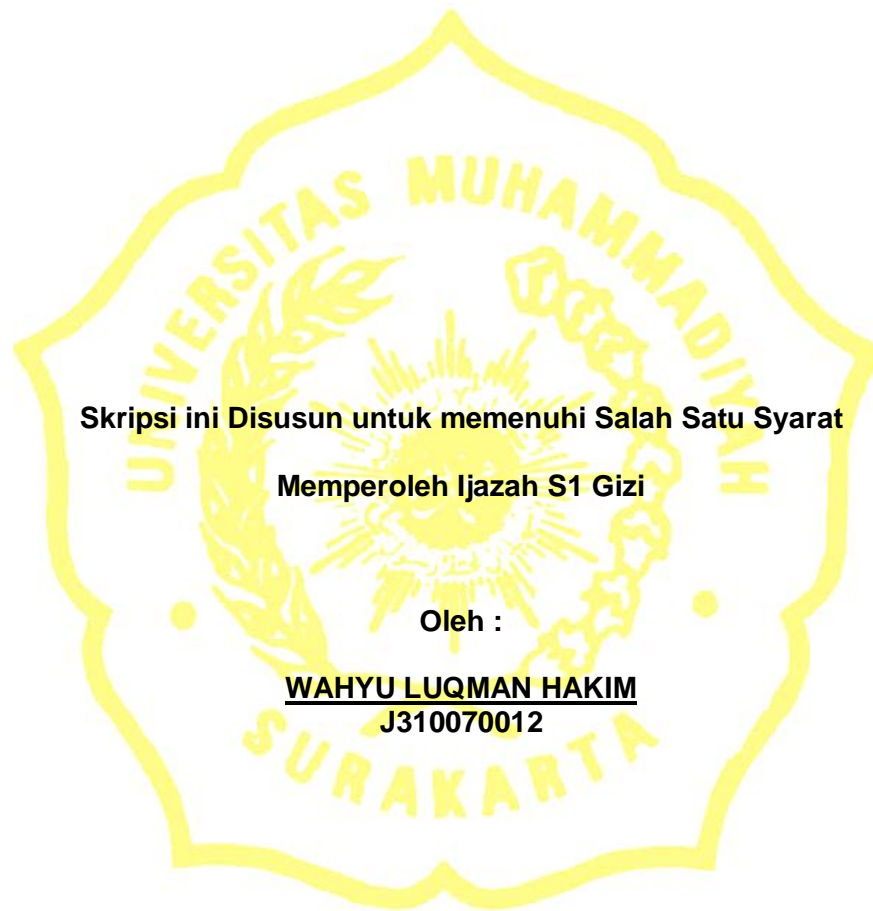 UNIVERSITAS MUHAMMADIYAH
Skripsi ini Disusun untuk memenuhi Salah Satu Syarat
Memperoleh Ijazah S1 Gizi
Oleh :
WAHYU LUQMAN HAKIM
J310070012
SURAKARTA